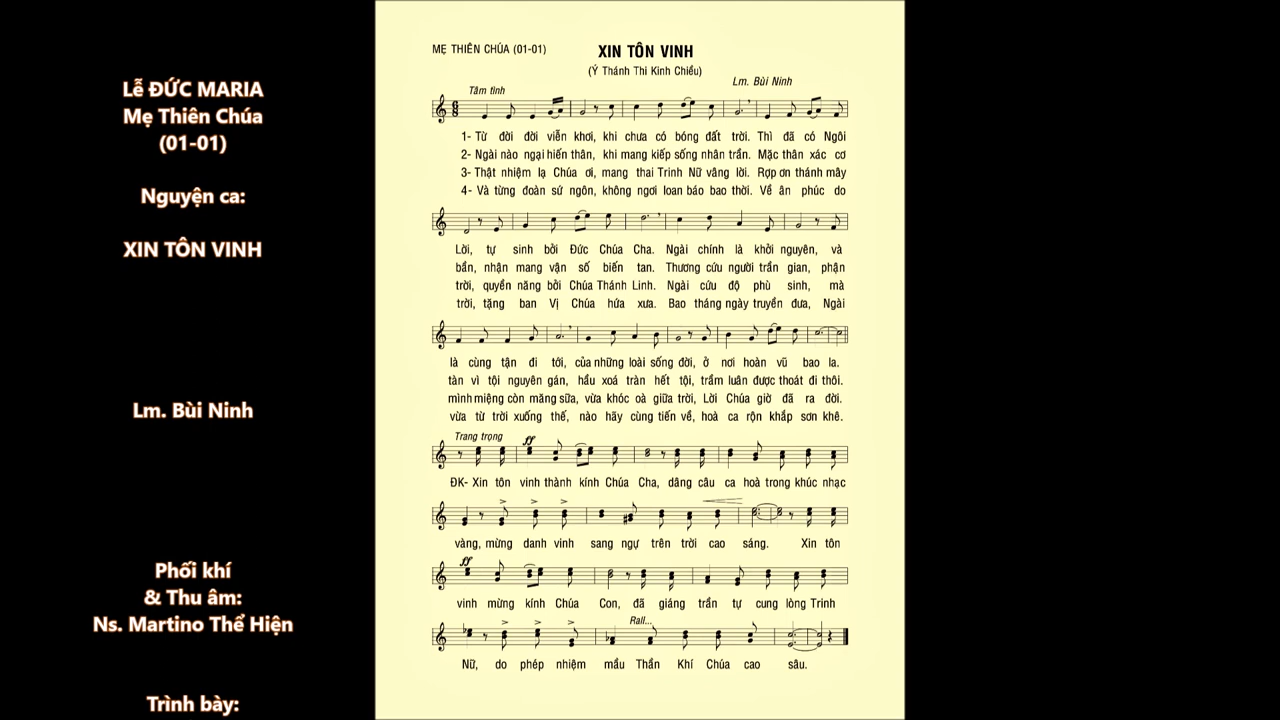 Lễ ĐỨC MARIA
Mẹ Thiên Chúa
(01-01)
Nguyện ca:
XIN TÔN VINH
Lm. Bùi Ninh
Phối khí
& Thu âm:
Ns. Martino Thể Hiện
Trình bày:
MẸ THIÊN CHÚA (01-01)
XIN TÔN VINH
(Ý Thánh Thi Kinh Chiều)
Lm. Bùi Ninh
Tâm tình
1- Từ đời đời viễn khơi, khi chưa có bóng đất trời. Thì đã có Ngôi
2- Ngài nào ngại hiến thân, khi mang kiếp sống nhân trần. Mặc thân xác cơ
3- Thật nhiệm lạ Chúa ơi, mang thai Trinh Nữ vâng lời. Rợp ơn thánh mây
4- Và từng đoàn sứ ngôn, không ngơi loan báo bao thời. Về ân phúc do
Lời, tự sinh bởi Đức Chúa Cha. Ngài chính là khởi nguyên, và
bẩn, nhận mang vận số biến tan. Thương cứu người trần gian, phận
trời, quyền năng bởi Chúa Thánh Linh. Ngài cứu độ phù sinh, mà
trời, tặng ban Vị Chúa hứa xưa. Bao tháng ngày truyền đưa, Ngài
là cùng tận đi tới, của những loài sống đời, ở nơi hoàn vũ bao la.
tàn vì tội nguyên gán, hầu xoá tràn hết tội, trầm luân được thoát đi thôi.
mình miệng còn măng sữa, vừa khóc oà giữa trời, Lời Chúa giờ đã ra đời.
vừa từ trời xuống thế, nào hãy cùng tiến về, hoà ca rộn khắp sơn khê.
Trang trọng
ff
ĐK- Xin tôn vinh thành kính Chúa Cha, dâng câu ca hoà trong khúc nhạc
vàng, mừng danh vinh sang ngự trên trời cao sáng. Xin tôn
ff
vinh mừng kính Chúa Con, đã giáng trần tự cung lòng Trinh
Rall...
Nữ, do phép nhiệm mầu Thần Khí Chúa cao sâu.